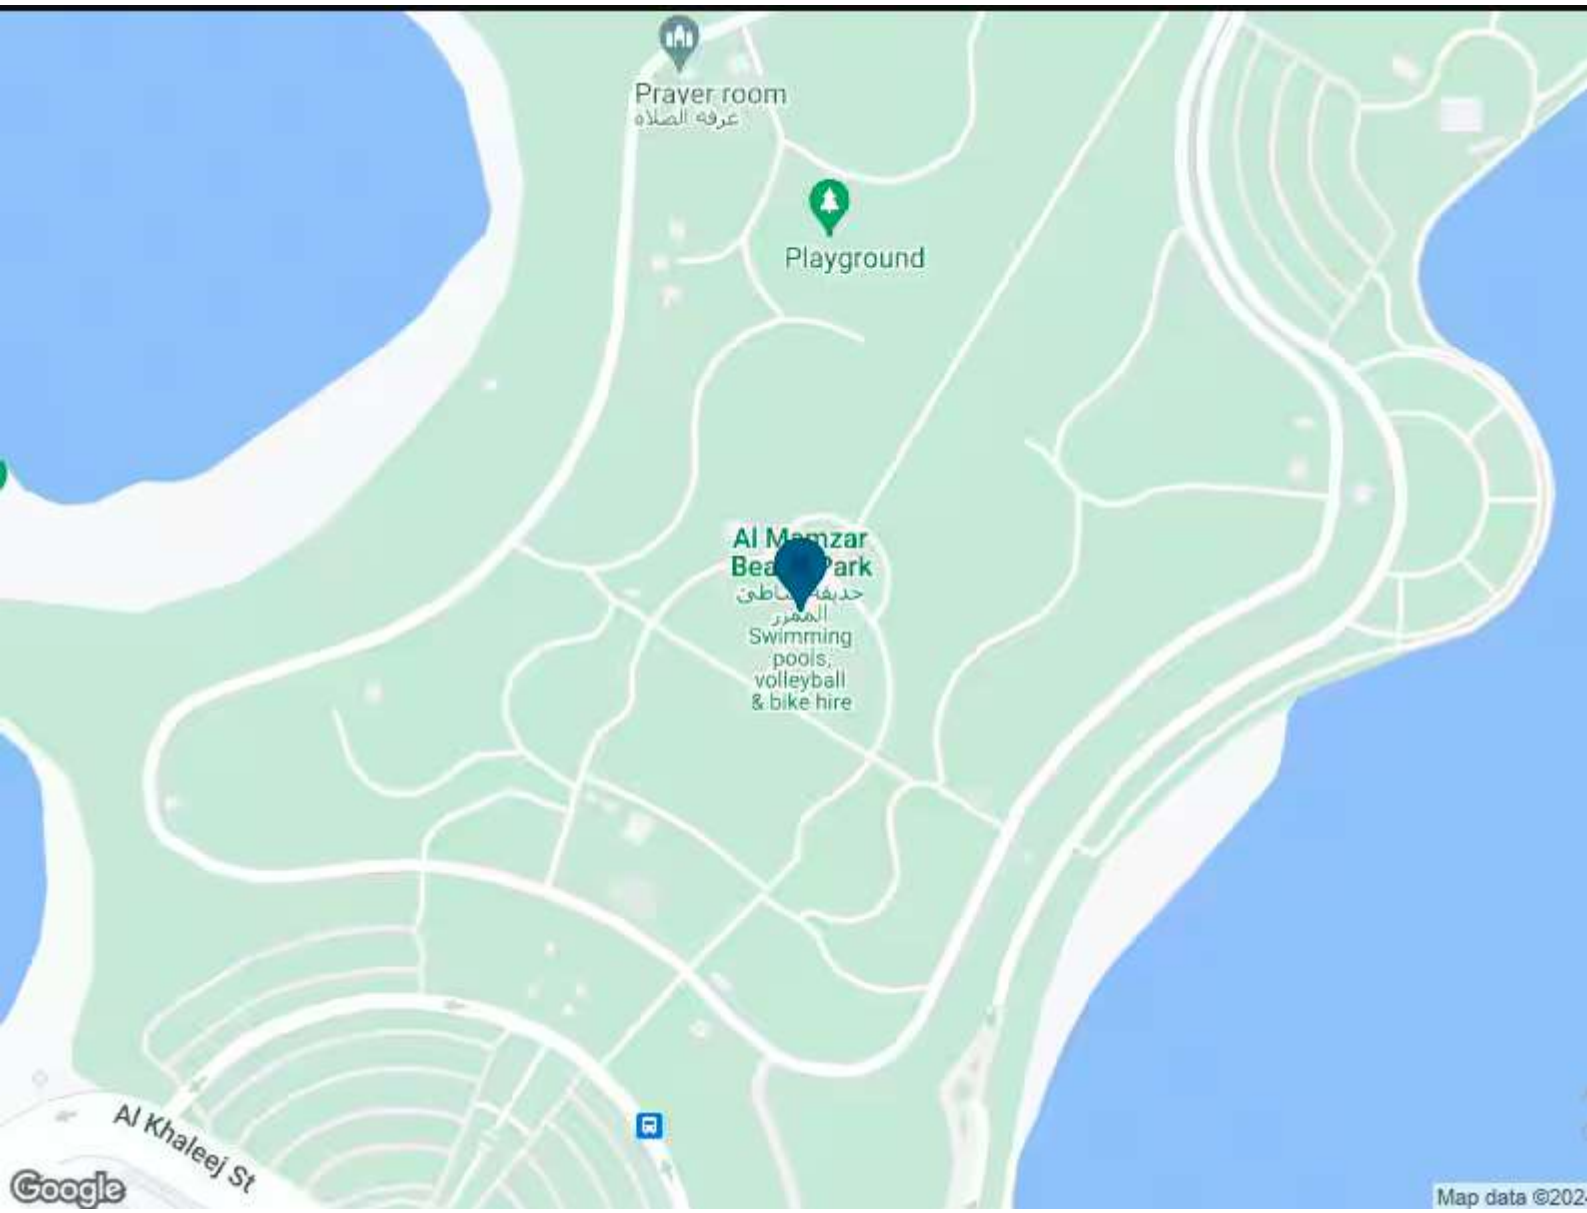 Prayer room
غرفة الصلاة
Playground
Al Mamzar
Beach Park
حديقة شاطئ
الممزر
Swimming
pools,
volleyball
& bike hire
Al Khaleej St
Google
Map data ©2024